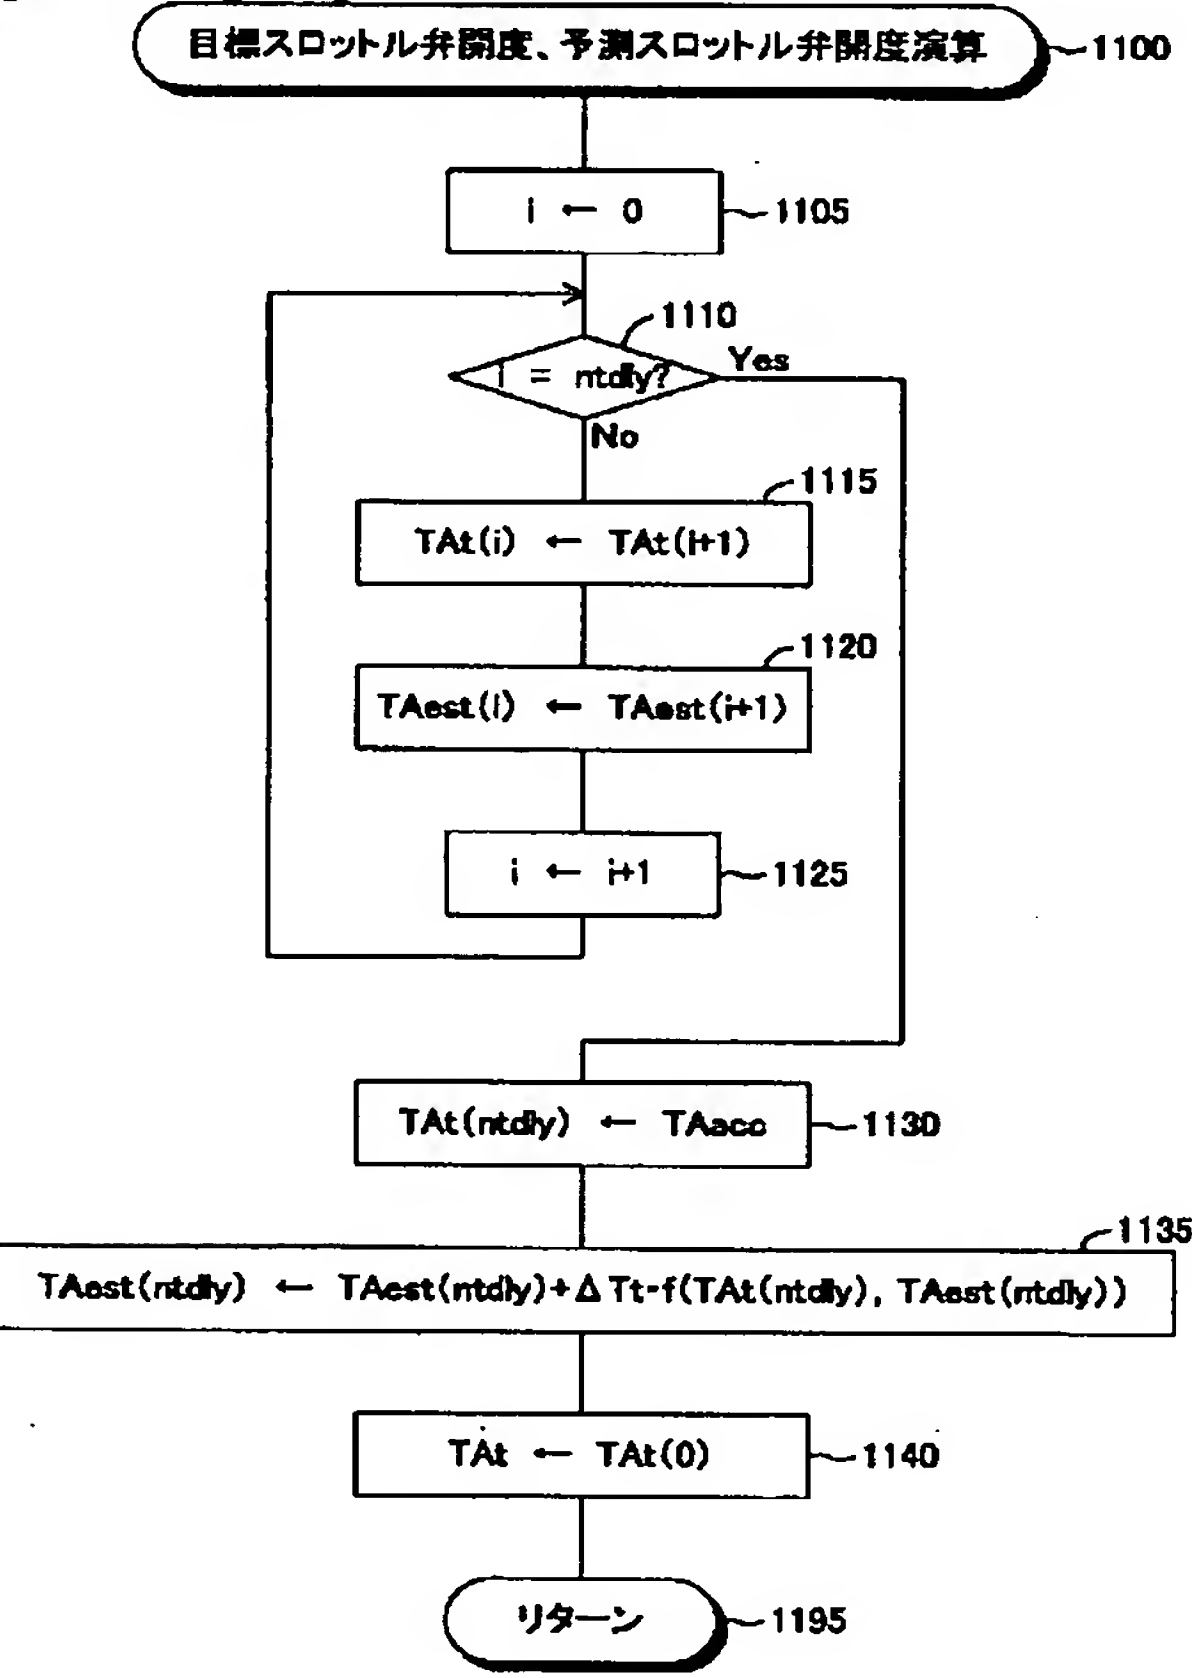 目標スロットル弁開度、予測スロットル弁開度演算
1100
i ← 0
1105
1110
i = ntdly?
Yes
No
1115
TAt(i) ← TAt(i+1)
1120
TAest(i) ← TAest(i+1)
i ← i+1
1125
TAt(ntdly) ← TAacc
1130
1135
TAest(ntdly) ← TAest(ntdly)+Δ Tt·f(TAt(ntdly), TAest(ntdly))
TAt ← TAt(0)
1140
リターン
1195